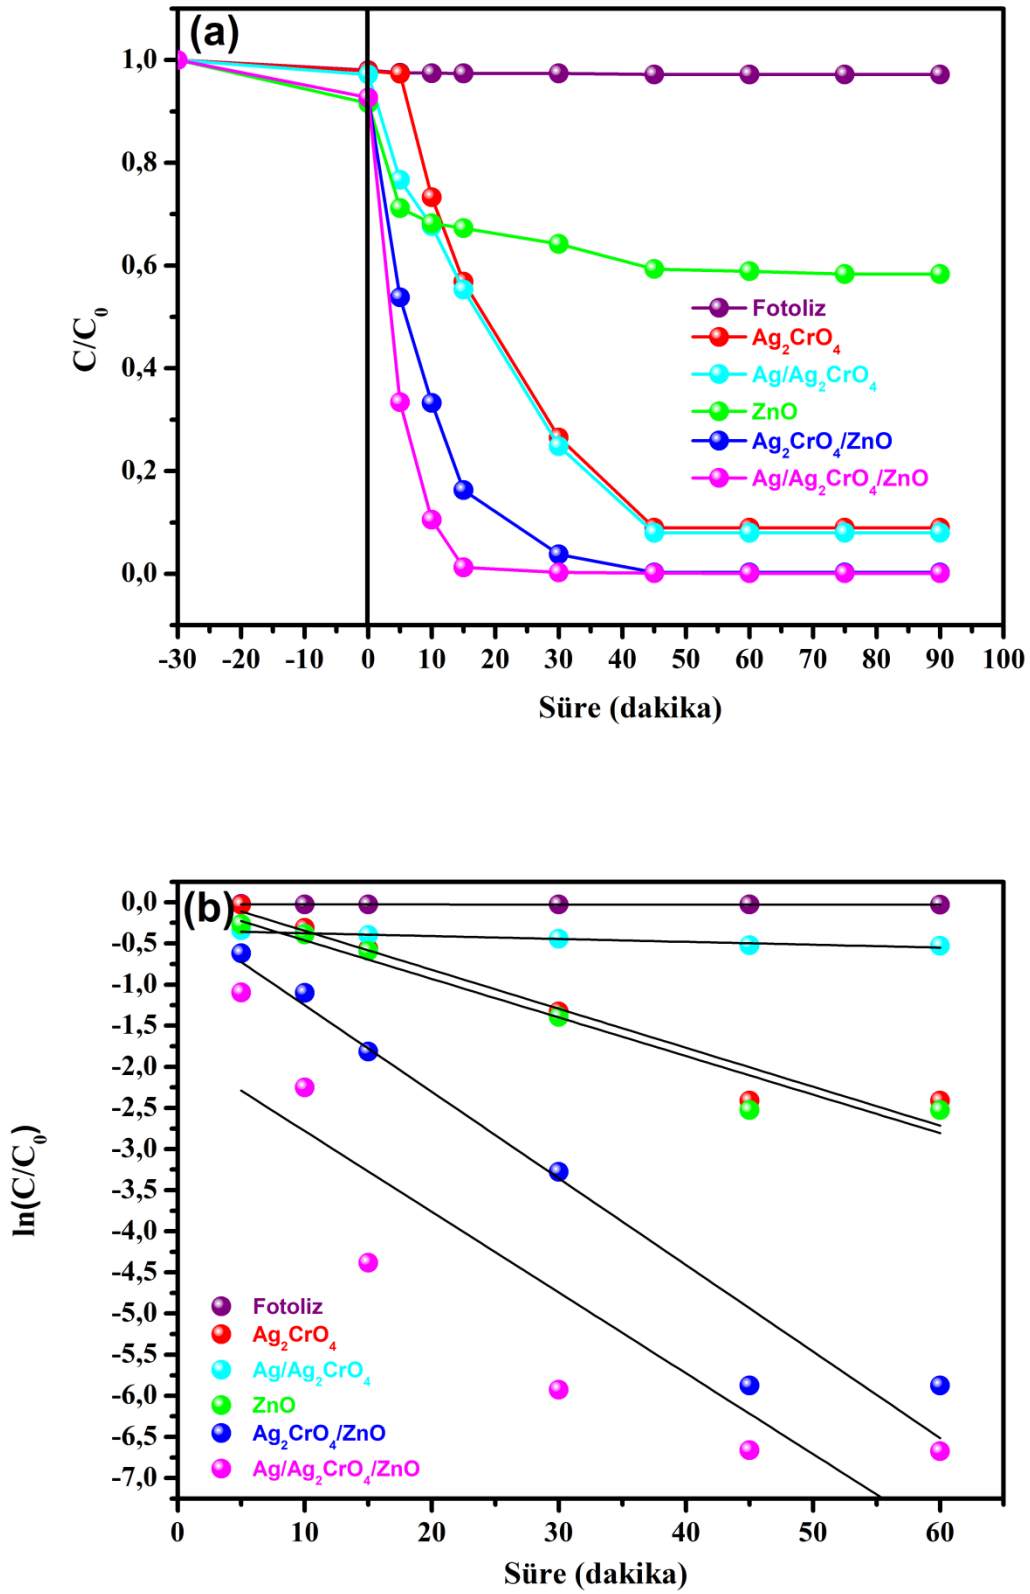 (a)
1,0
0,8
0,6
0,4
0,2
0,0
C/C₀
Fotoliz
Ag₂CrO₄
Ag/Ag₂CrO₄
ZnO
Ag₂CrO₄/ZnO
Ag/Ag₂CrO₄/ZnO
-30 -20 -10 0 10 20 30 40 50 60 70 80 90 100
Süre (dakika)
(b)
0,0
-0,5
-1,0
-1,5
-2,0
-2,5
-3,0
-3,5
-4,0
-4,5
-5,0
-5,5
-6,0
-6,5
-7,0
ln(C/C₀)
Fotoliz
Ag₂CrO₄
Ag/Ag₂CrO₄
ZnO
Ag₂CrO₄/ZnO
Ag/Ag₂CrO₄/ZnO
0 10 20 30 40 50 60
Süre (dakika)